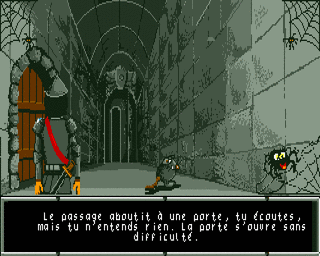 Le passage aboutit à une porte, tu écoutes,
mais tu n'entends rien. La porte s'ouvre sans
difficulté.